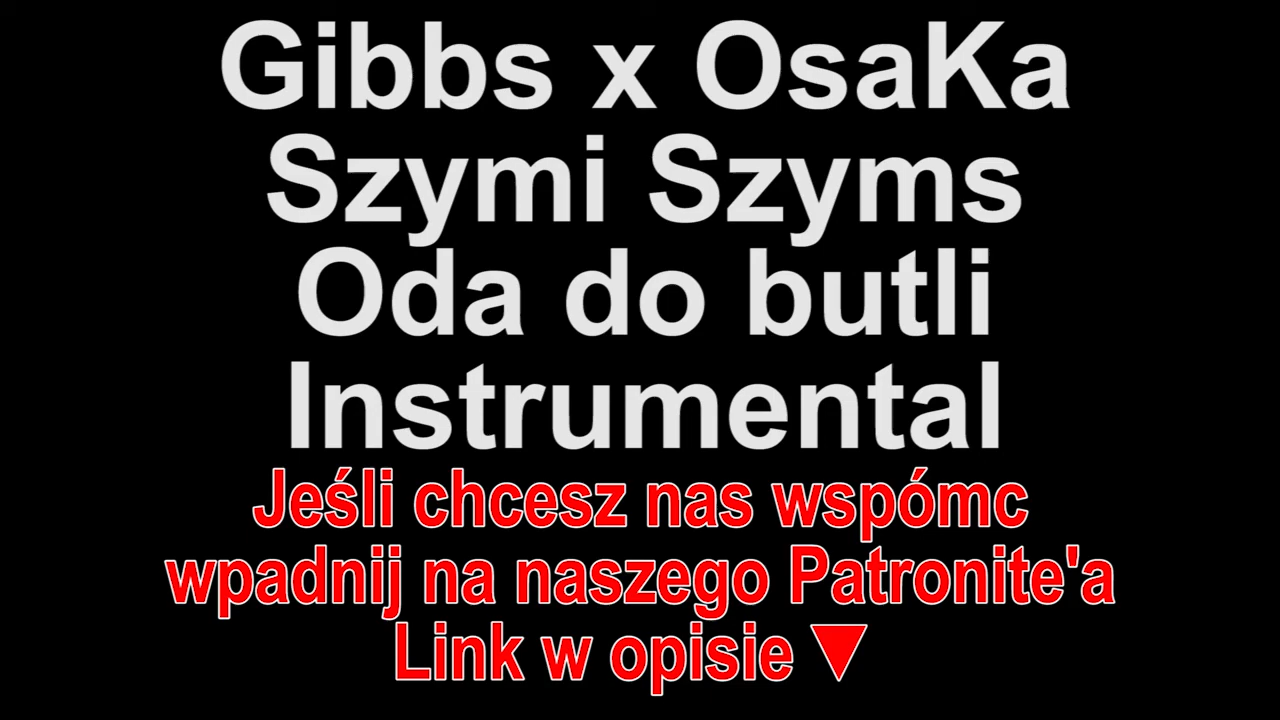 Gibbs x OsaKa
Szymi Szyms
Oda do butli
Instrumental
Jeśli chcesz nas wspómc
wpadnij na naszego Patronite'a
Link w opisie ▼